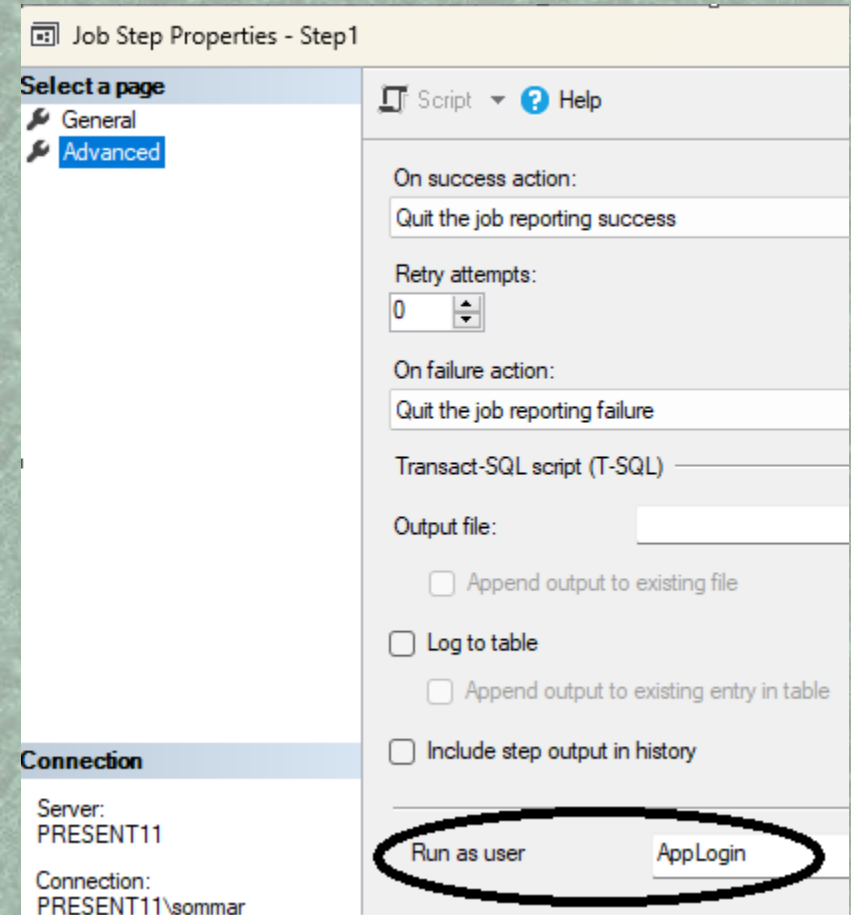 Job Step Properties - Step1
Select a page
General
Advanced
Script
Help
On success action:
Quit the job reporting success
Retry attempts:
0
On failure action:
Quit the job reporting failure
Transact-SQL script (T-SQL)
Output file:
Append output to existing file
Log to table
Append output to existing entry in table
Include step output in history
Run as user AppLogin
Connection
Server:
PRESENT11
Connection:
PRESENT11\sommar